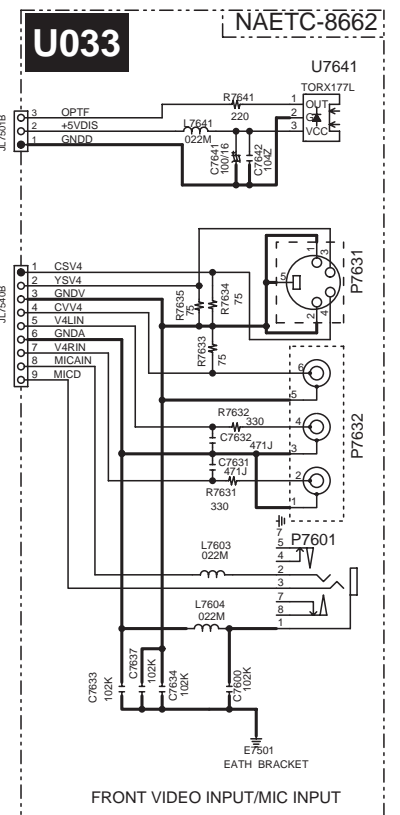 U033
NAETC-8662
U7641
TORX177L
JL7501B
3 OPTF
2 +5VDIS
1 GNDD
R7641
220
L7641
022M
C7641
100/16
C7642
104Z
1 OUT
2 G
3 VCC
JL7540B
1 CSV4
2 YSV4
3 GNDV
4 CVV4
5 V4LIN
6 GNDA
7 V4RIN
8 MICAIN
9 MICD
R7635
75
R7634
75
R7633
75
1 3
5
2 4
P7631
6
5
4
3
2
1
P7632
R7632
330
C7632
471J
C7631
471J
R7631
330
P7601
7
5
4
2
3
7
8
1
L7603
022M
L7604
022M
C7633
102K
C7637
102K
C7634
102K
C7600
102K
E7501
EATH BRACKET
FRONT VIDEO INPUT/MIC INPUT